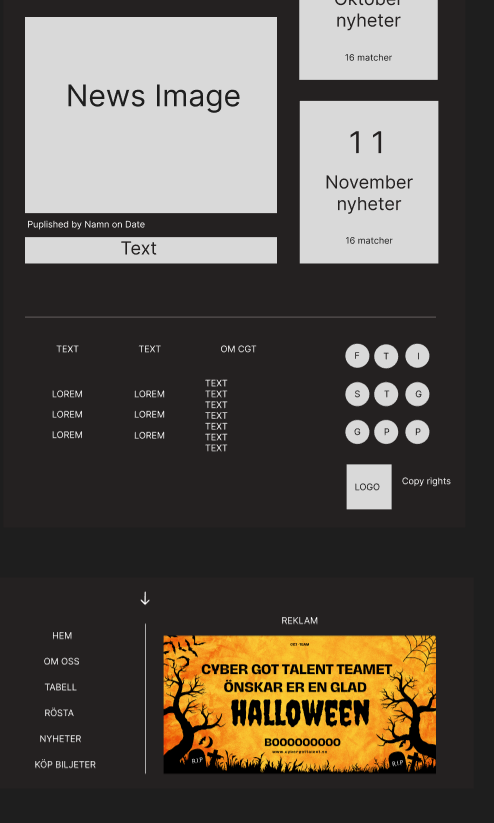 Oktober
nyheter
16 matcher
News Image
11
November
nyheter
16 matcher
Puplished by Namn on Date
Text
TEXT
LOREM
LOREM
LOREM
TEXT
LOREM
LOREM
LOREM
OM CGT
TEXT
TEXT
TEXT
TEXT
TEXT
TEXT
TEXT
F T I
S T G
G P P
LOGO
Copy rights
↓
HEM
OM OSS
TABELL
RÖSTA
NYHETER
KÖP BILJETER
REKLAM
CYBER GOT TALENT TEAMET
ÖNSKAR ER EN GLAD
HALLOWEEN
BOOOOOOOOO
www.cybergottalent.se
R.I.P
R.I.P